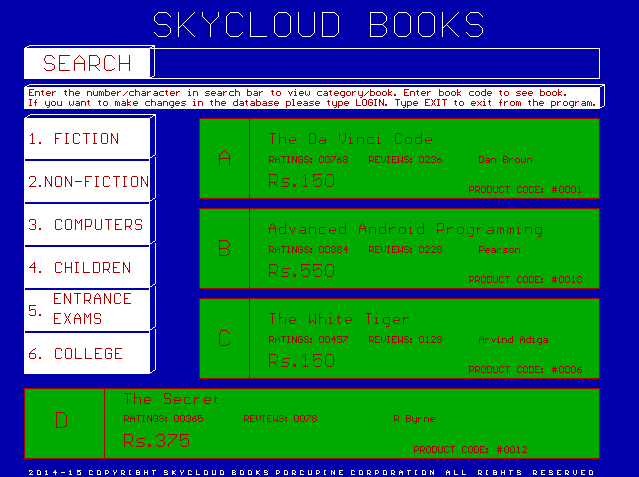 SKYCLOUD BOOKS
SEARCH
Enter the number/character in search bar to view category/book. Enter book code to see book.
If you want to make changes in the database please type LOGIN. Type EXIT to exit from the program.
1. FICTION
2.NON-FICTION
3. COMPUTERS
4. CHILDREN
5. ENTRANCE
EXAMS
6. COLLEGE
A
The Da Vinci Code
RATINGS: 00768 REVIEWS: 0236 Dan Brown
Rs.150
PRODUCT CODE: #0001
B
Advanced Android Programming
RATINGS: 00384 REVIEWS: 0228 Pearson
Rs.550
PRODUCT CODE: #0018
C
The White Tiger
RATINGS: 00457 REVIEWS: 0128 Arvind Adiga
Rs.150
PRODUCT CODE: #0006
D
The Secret
RATINGS: 00365 REVIEWS: 0078 R Byrne
Rs.375
PRODUCT CODE: #0012
2014-15 COPYRIGHT SKYCLOUD BOOKS PORCUPINE CORPORATION ALL RIGHTS RESERVED